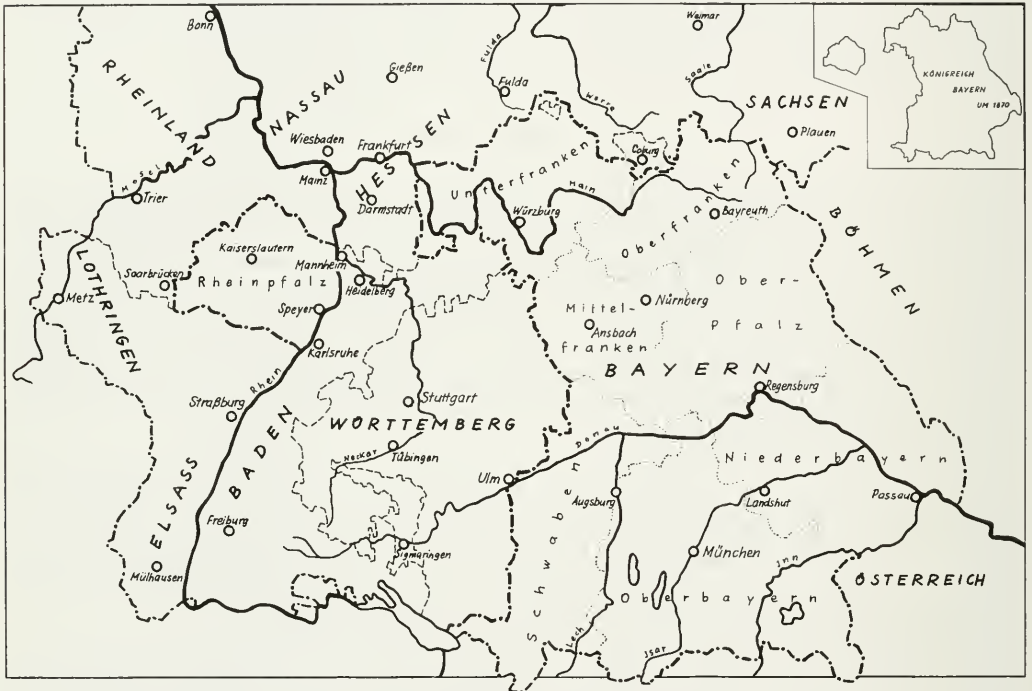 Bonn
Weimar
Fulda
Saale
KÖNIGREICH
BAYERN
UM 1870
RHEINLAND
NASSAU
Gießen
Fulda
Werra
SACHSEN
Plauen
Wiesbaden
Frankfurt
HESSEN
Mainz
Mosel
Trier
Darmstadt
Unterfranken
Main
Coburg
Würzburg
Oberfranken
Bayreuth
BÖHMEN
LOTHRINGEN
Metz
Saarbrücken
Kaiserslautern
Rheinpfalz
Mannheim
Heidelberg
Speyer
Karlsruhe
Mittel-
franken
Ansbach
Nürnberg
Ober-
Pfalz
BAYERN
Regensburg
Rhein
Straßburg
BADEN
Stuttgart
WÜRTTEMBERG
Neckar
Tübingen
Ulm
Donau
Niederbayern
ELSASS
Freiburg
Mülhausen
Sigmaringen
Schwaben
Augsburg
Landshut
Passau
München
Inn
ÖSTERREICH
Oberbayern
Lech
Isar